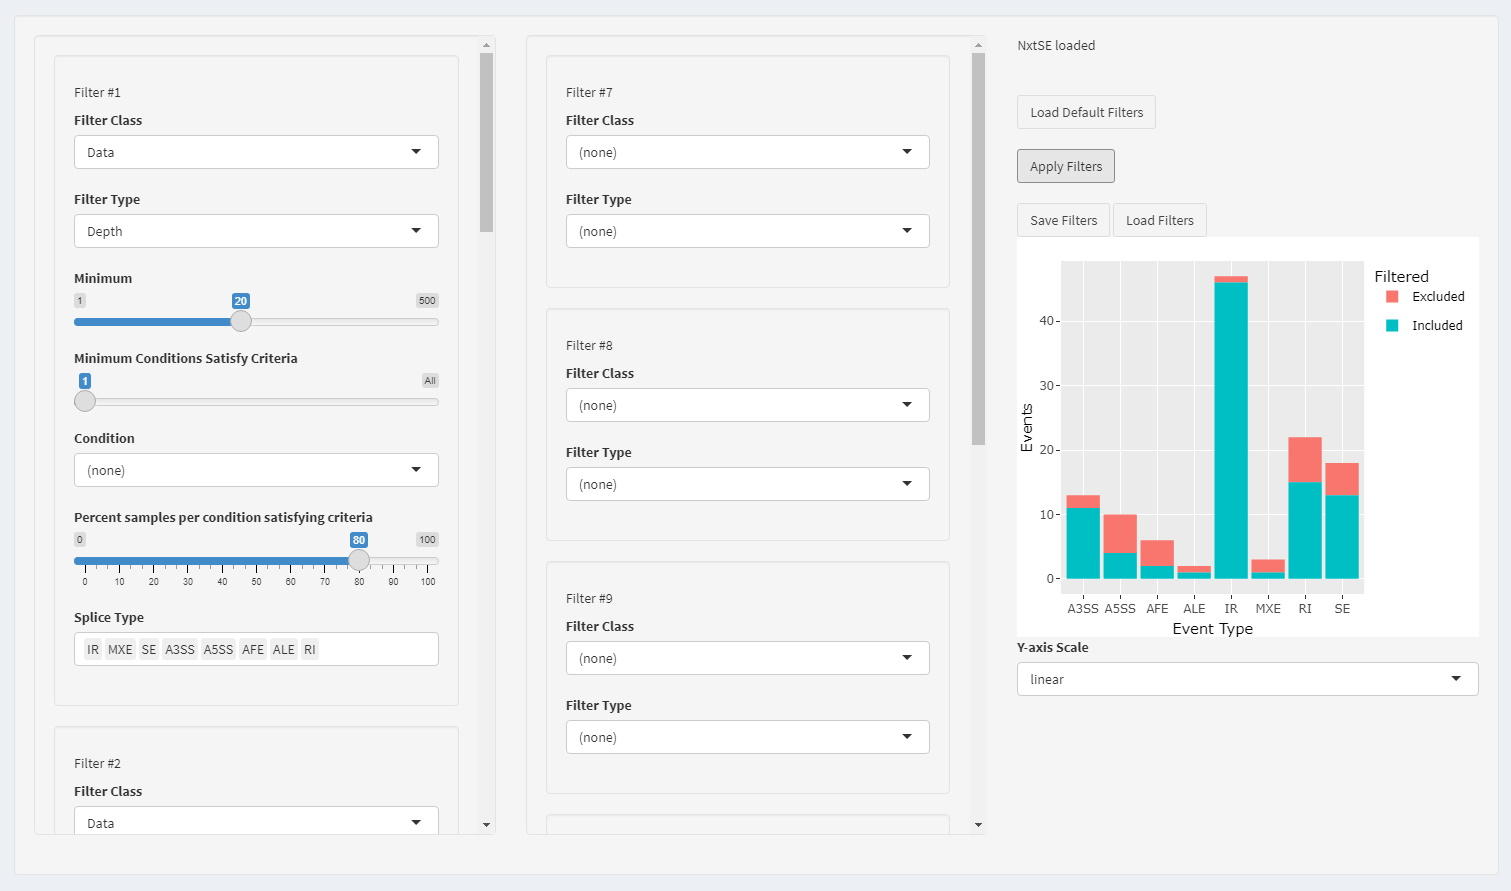 Filter #1
Filter Class
Data
Filter Type
Depth
Minimum
1 20 500
Minimum Conditions Satisfy Criteria
1 All
Condition
(none)
Percent samples per condition satisfying criteria
0 80 100
0 10 20 30 40 50 60 70 80 90 100
Splice Type
IR MXE SE A3SS A5SS AFE ALE RI
Filter #2
Filter Class
Data
Filter #7
Filter Class
(none)
Filter Type
(none)
Filter #8
Filter Class
(none)
Filter Type
(none)
Filter #9
Filter Class
(none)
Filter Type
(none)
NxtSE loaded
Load Default Filters
Apply Filters
Save Filters Load Filters
Filtered
Excluded
Included
Events
40
30
20
10
0
A3SS A5SS AFE ALE IR MXE RI SE
Event Type
Y-axis Scale
linear